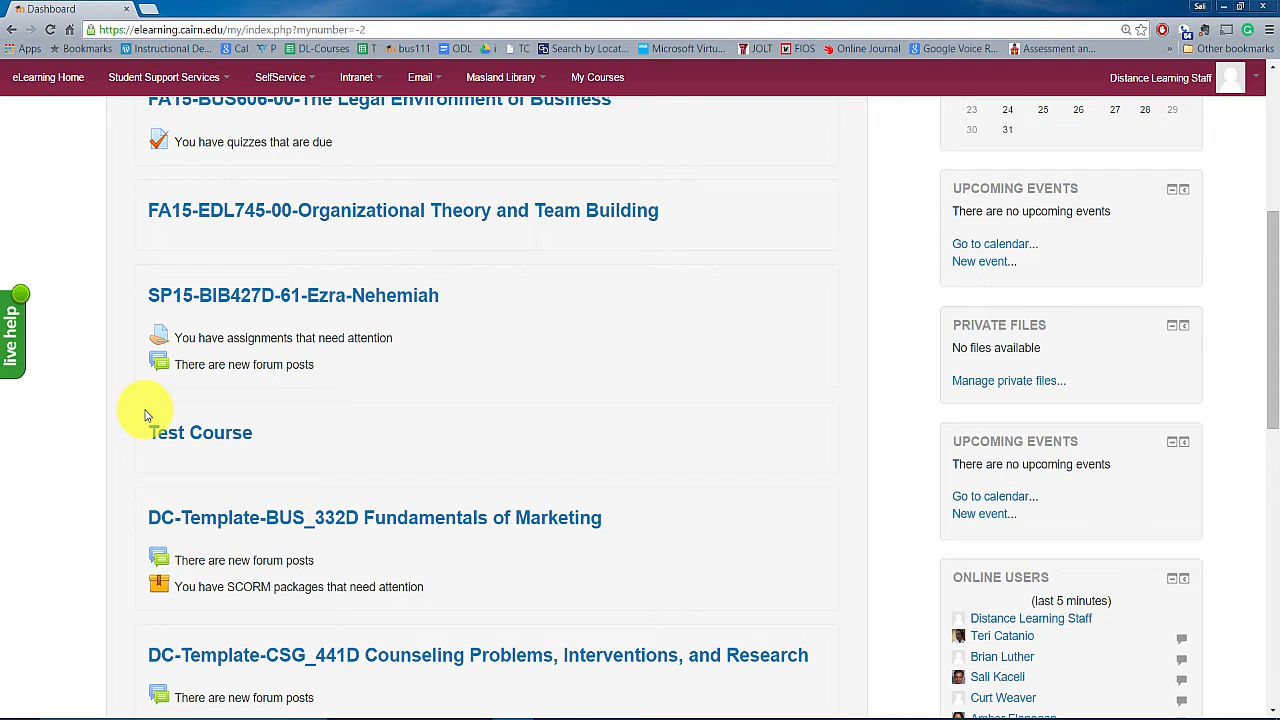 Dashboard
Sali
https://elearning.cairn.edu/my/index.php?mynumber=-2
Apps Bookmarks Instructional De... Cal P DL-Courses T bus111 ODL i TC Search by Locat... Microsoft Virtu... JOLT FIOS Online Journal Google Voice R... Assessment an... » Other bookmarks
eLearning Home Student Support Services SelfService Intranet Email Masland Library My Courses Distance Learning Staff
FA15-BUS606-00-The Legal Environment of Business
You have quizzes that are due
FA15-EDL745-00-Organizational Theory and Team Building
SP15-BIB427D-61-Ezra-Nehemiah
You have assignments that need attention
There are new forum posts
Test Course
DC-Template-BUS_332D Fundamentals of Marketing
There are new forum posts
You have SCORM packages that need attention
DC-Template-CSG_441D Counseling Problems, Interventions, and Research
There are new forum posts
live help
23 24 25 26 27 28 29
30 31
UPCOMING EVENTS
There are no upcoming events
Go to calendar...
New event...
PRIVATE FILES
No files available
Manage private files...
UPCOMING EVENTS
There are no upcoming events
Go to calendar...
New event...
ONLINE USERS
(last 5 minutes)
Distance Learning Staff
Teri Catanio
Brian Luther
Sali Kaceli
Curt Weaver
Amber Flanagan